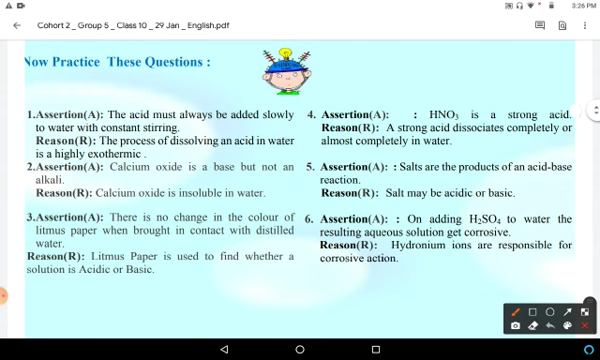 3:26 PM
Cohort 2 _ Group 5 _ Class 10 _ 29 Jan _ English.pdf
Now Practice These Questions :
1.Assertion(A): The acid must always be added slowly
to water with constant stirring.
Reason(R): The process of dissolving an acid in water
is a highly exothermic .
2.Assertion(A): Calcium oxide is a base but not an
alkali.
Reason(R): Calcium oxide is insoluble in water.
3.Assertion(A): There is no change in the colour of
litmus paper when brought in contact with distilled
water.
Reason(R): Litmus Paper is used to find whether a
solution is Acidic or Basic.
4. Assertion(A): : HNO₃ is a strong acid.
Reason(R): A strong acid dissociates completely or
almost completely in water.
5. Assertion(A): : Salts are the products of an acid-base
reaction.
Reason(R): Salt may be acidic or basic.
6. Assertion(A): : On adding H₂SO₄ to water the
resulting aqueous solution get corrosive.
Reason(R): Hydronium ions are responsible for
corrosive action.